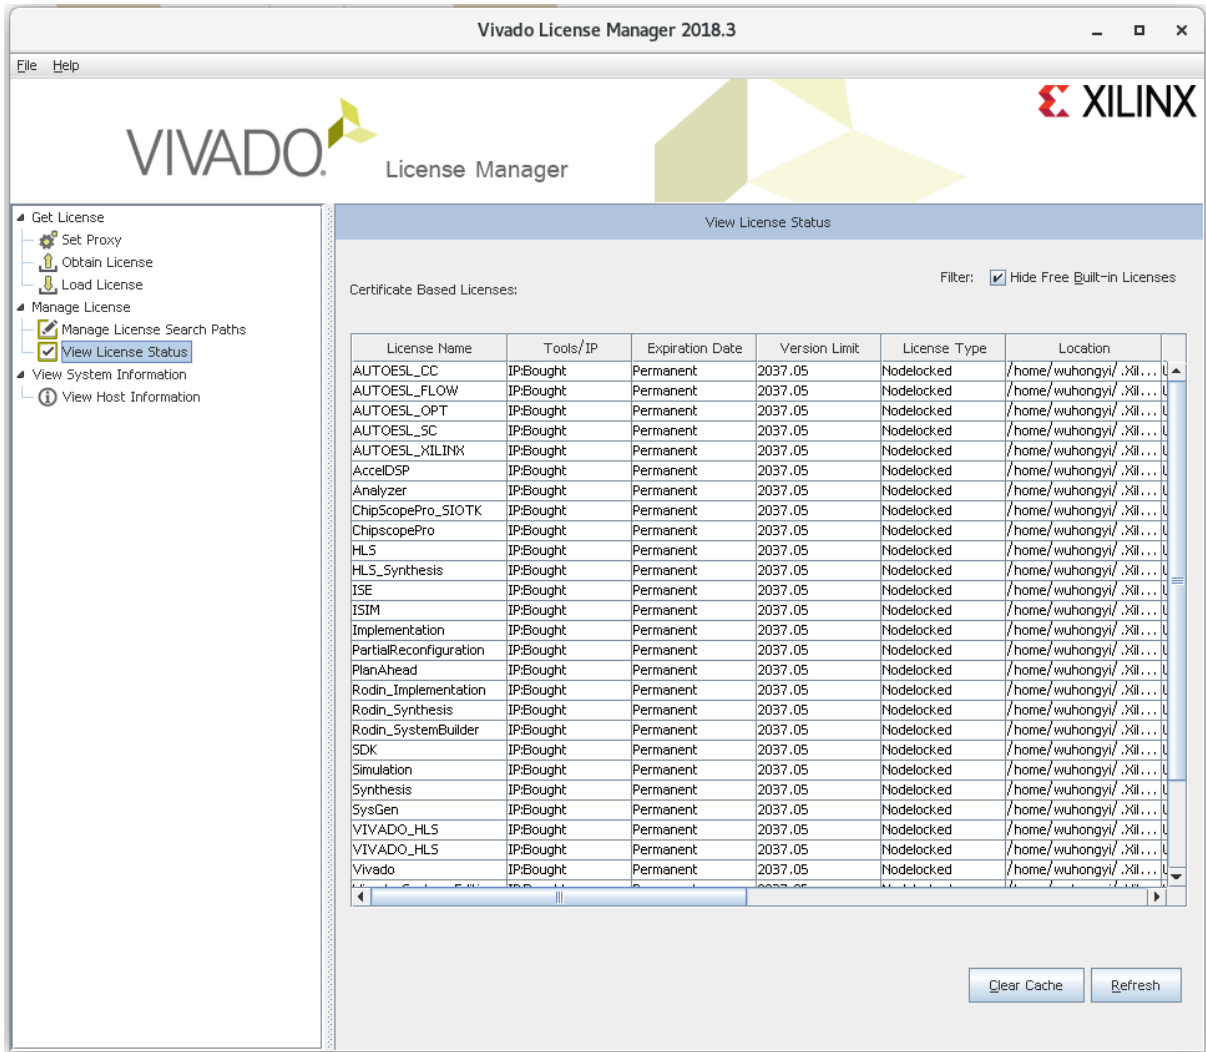 Vivado License Manager 2018.3
File Help
VIVADO.
License Manager
XILINX
Get License
Set Proxy
Obtain License
Load License
Manage License
Manage License Search Paths
View License Status
View System Information
View Host Information
View License Status
Filter: Hide Free Built-in Licenses
Certificate Based Licenses:
License Name Tools/IP Expiration Date Version Limit License Type Location
AUTOESL_CC IP:Bought Permanent 2037.05 Nodelocked /home/wuhongyi/.Xil...
AUTOESL_FLOW IP:Bought Permanent 2037.05 Nodelocked /home/wuhongyi/.Xil...
AUTOESL_OPT IP:Bought Permanent 2037.05 Nodelocked /home/wuhongyi/.Xil...
AUTOESL_SC IP:Bought Permanent 2037.05 Nodelocked /home/wuhongyi/.Xil...
AUTOESL_XILINX IP:Bought Permanent 2037.05 Nodelocked /home/wuhongyi/.Xil...
AccelDSP IP:Bought Permanent 2037.05 Nodelocked /home/wuhongyi/.Xil...
Analyzer IP:Bought Permanent 2037.05 Nodelocked /home/wuhongyi/.Xil...
ChipScopePro_SIOTK IP:Bought Permanent 2037.05 Nodelocked /home/wuhongyi/.Xil...
ChipscopePro IP:Bought Permanent 2037.05 Nodelocked /home/wuhongyi/.Xil...
HLS IP:Bought Permanent 2037.05 Nodelocked /home/wuhongyi/.Xil...
HLS_Synthesis IP:Bought Permanent 2037.05 Nodelocked /home/wuhongyi/.Xil...
ISE IP:Bought Permanent 2037.05 Nodelocked /home/wuhongyi/.Xil...
ISIM IP:Bought Permanent 2037.05 Nodelocked /home/wuhongyi/.Xil...
Implementation IP:Bought Permanent 2037.05 Nodelocked /home/wuhongyi/.Xil...
PartialReconfiguration IP:Bought Permanent 2037.05 Nodelocked /home/wuhongyi/.Xil...
PlanAhead IP:Bought Permanent 2037.05 Nodelocked /home/wuhongyi/.Xil...
Rodin_Implementation IP:Bought Permanent 2037.05 Nodelocked /home/wuhongyi/.Xil...
Rodin_Synthesis IP:Bought Permanent 2037.05 Nodelocked /home/wuhongyi/.Xil...
Rodin_SystemBuilder IP:Bought Permanent 2037.05 Nodelocked /home/wuhongyi/.Xil...
SDK IP:Bought Permanent 2037.05 Nodelocked /home/wuhongyi/.Xil...
Simulation IP:Bought Permanent 2037.05 Nodelocked /home/wuhongyi/.Xil...
Synthesis IP:Bought Permanent 2037.05 Nodelocked /home/wuhongyi/.Xil...
SysGen IP:Bought Permanent 2037.05 Nodelocked /home/wuhongyi/.Xil...
VIVADO_HLS IP:Bought Permanent 2037.05 Nodelocked /home/wuhongyi/.Xil...
VIVADO_HLS IP:Bought Permanent 2037.05 Nodelocked /home/wuhongyi/.Xil...
Vivado IP:Bought Permanent 2037.05 Nodelocked /home/wuhongyi/.Xil...
Clear Cache Refresh